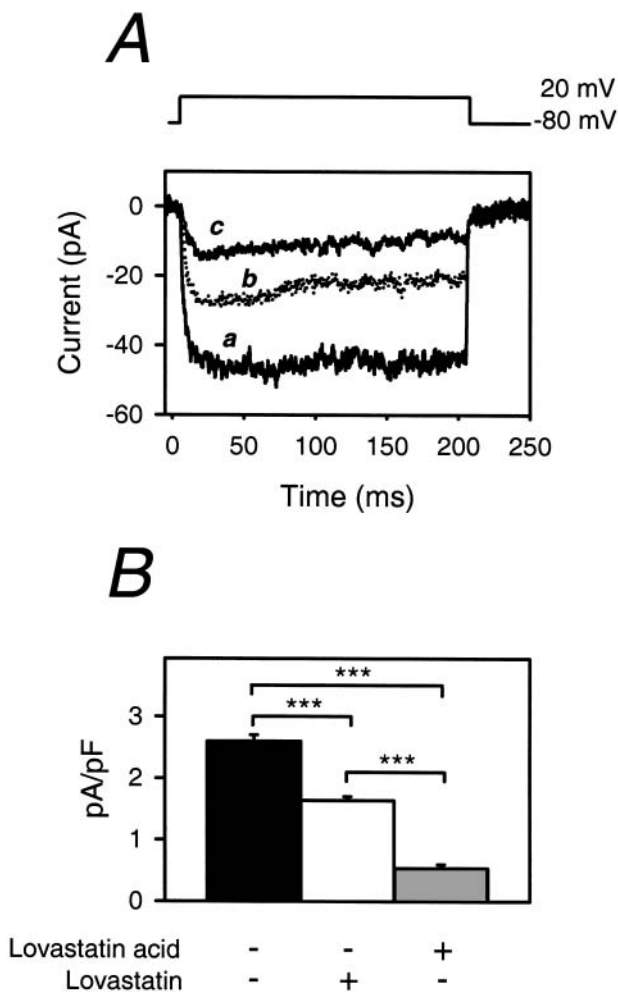 A
20 mV
-80 mV
0
-20
-40
-60
Current (pA)
c
b
a
0 50 100 150 200 250
Time (ms)
B
***
***
***
3
2
1
0
pA/pF
Lovastatin acid - - +
Lovastatin - + -